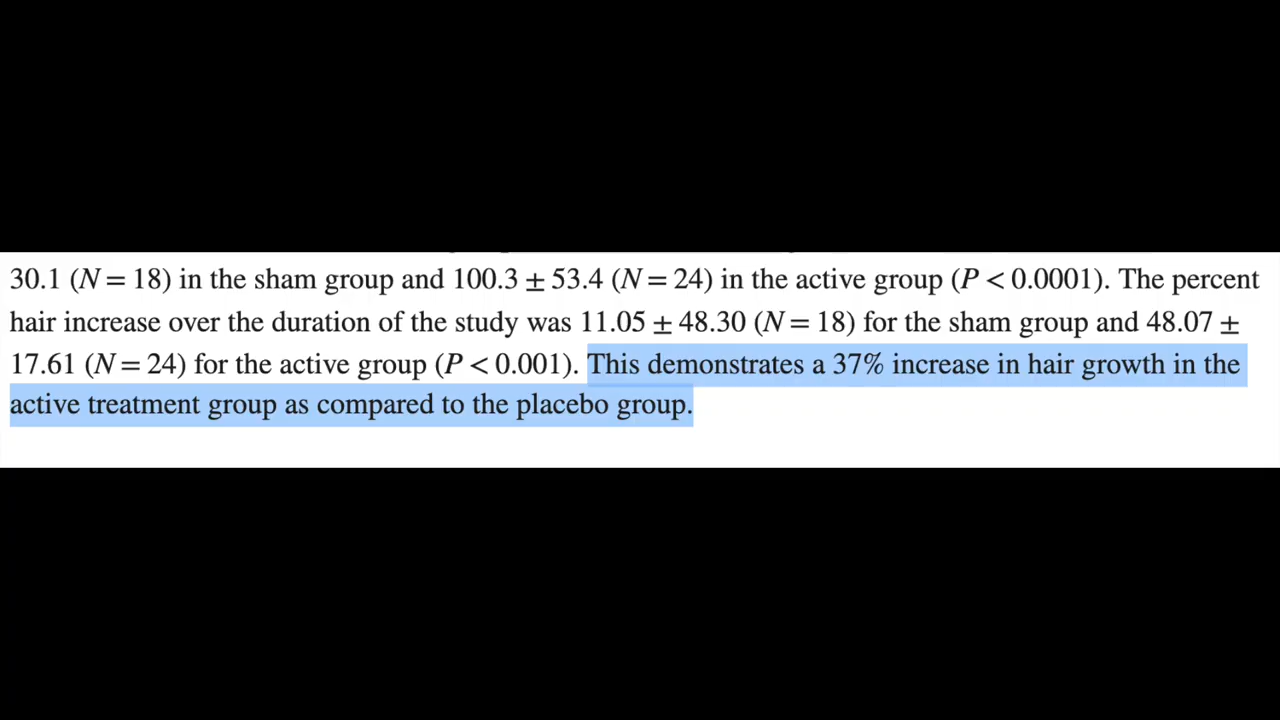 30.1 (N = 18) in the sham group and 100.3 ± 53.4 (N = 24) in the active group (P < 0.0001). The percent
hair increase over the duration of the study was 11.05 ± 48.30 (N = 18) for the sham group and 48.07 ±
17.61 (N = 24) for the active group (P < 0.001). This demonstrates a 37% increase in hair growth in the
active treatment group as compared to the placebo group.